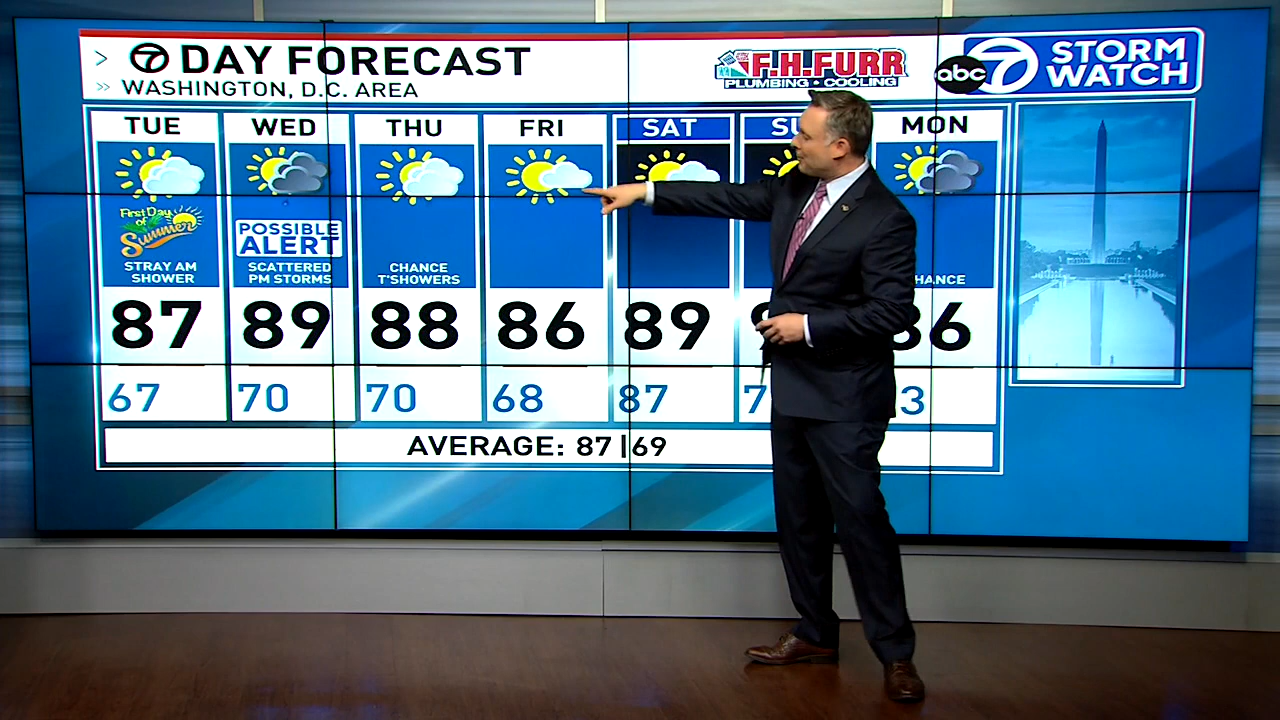 > 7 DAY FORECAST
>> WASHINGTON, D.C. AREA
F.H.FURR
PLUMBING • COOLING
abc 7 STORM
WATCH
TUE WED THU FRI SAT MON
First Day
of
Summer
POSSIBLE
ALERT
STRAY AM
SHOWER
SCATTERED
PM STORMS
CHANCE
T'SHOWERS
87 89 88 86 89
67 70 70 68 87
AVERAGE: 87|69